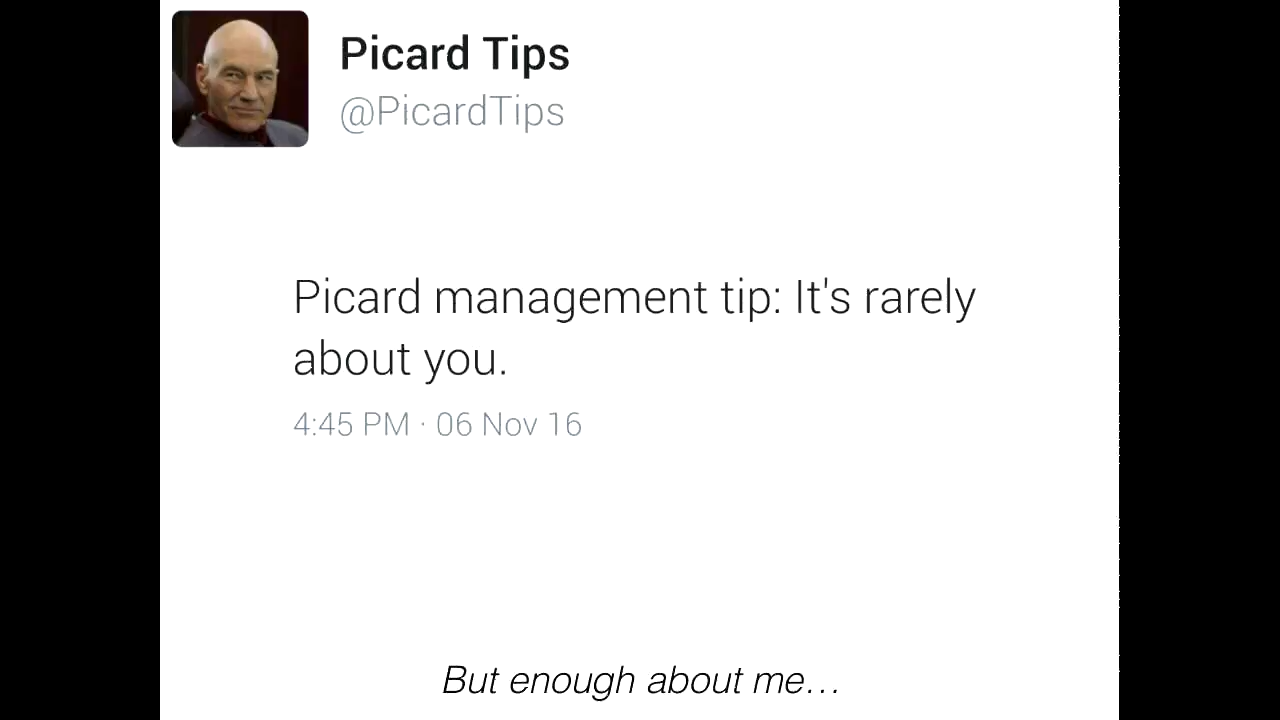 Picard Tips
@PicardTips
Picard management tip: It's rarely
about you.
4:45 PM · 06 Nov 16
But enough about me…